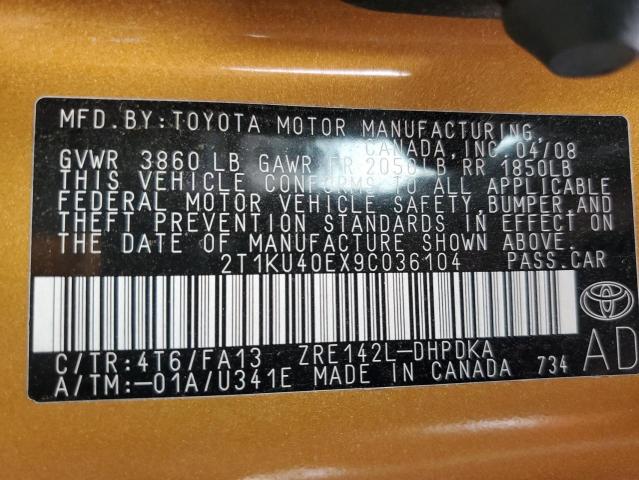 MFD.BY:TOYOTA MOTOR MANUFACTURING,
CANADA, INC. 04/08
GVWR 3860 LB GAWR FR 2050LB RR 1850LB
THIS VEHICLE CONFORMS TO ALL APPLICABLE
FEDERAL MOTOR VEHICLE SAFETY, BUMPER, AND
THEFT PREVENTION STANDARDS IN EFFECT ON
THE DATE OF MANUFACTURE SHOWN ABOVE.
2T1KU40EX9C036104 PASS.CAR
C/TR:4T6/FA13 ZRE142L-DHPDKA
A/TM:-01A/U341E MADE IN CANADA 734
AD